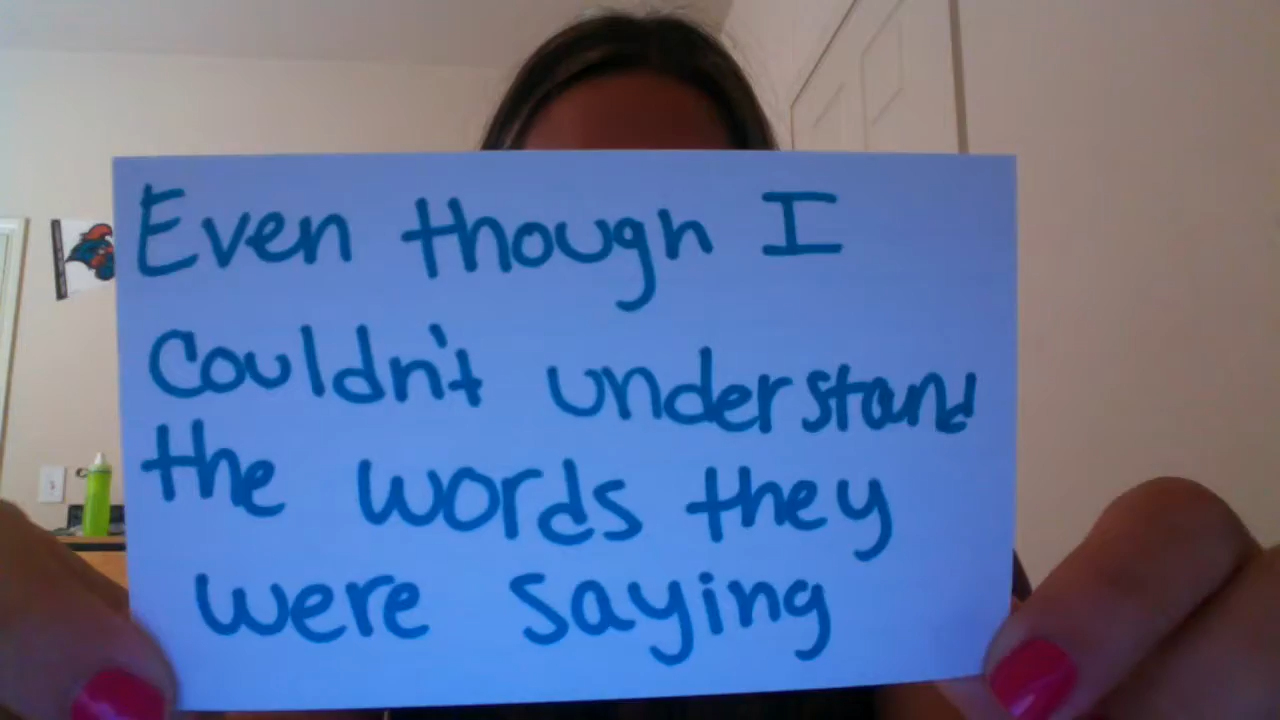 Even though I
Couldn't understand
the words they
were saying